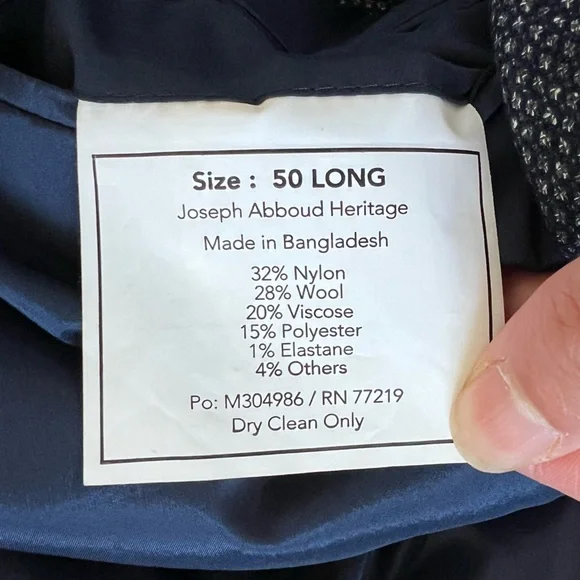 Size : 50 LONG
Joseph Abboud Heritage
Made in Bangladesh
32% Nylon
28% Wool
20% Viscose
15% Polyester
1% Elastane
4% Others
Po: M304986 / RN 77219
Dry Clean Only